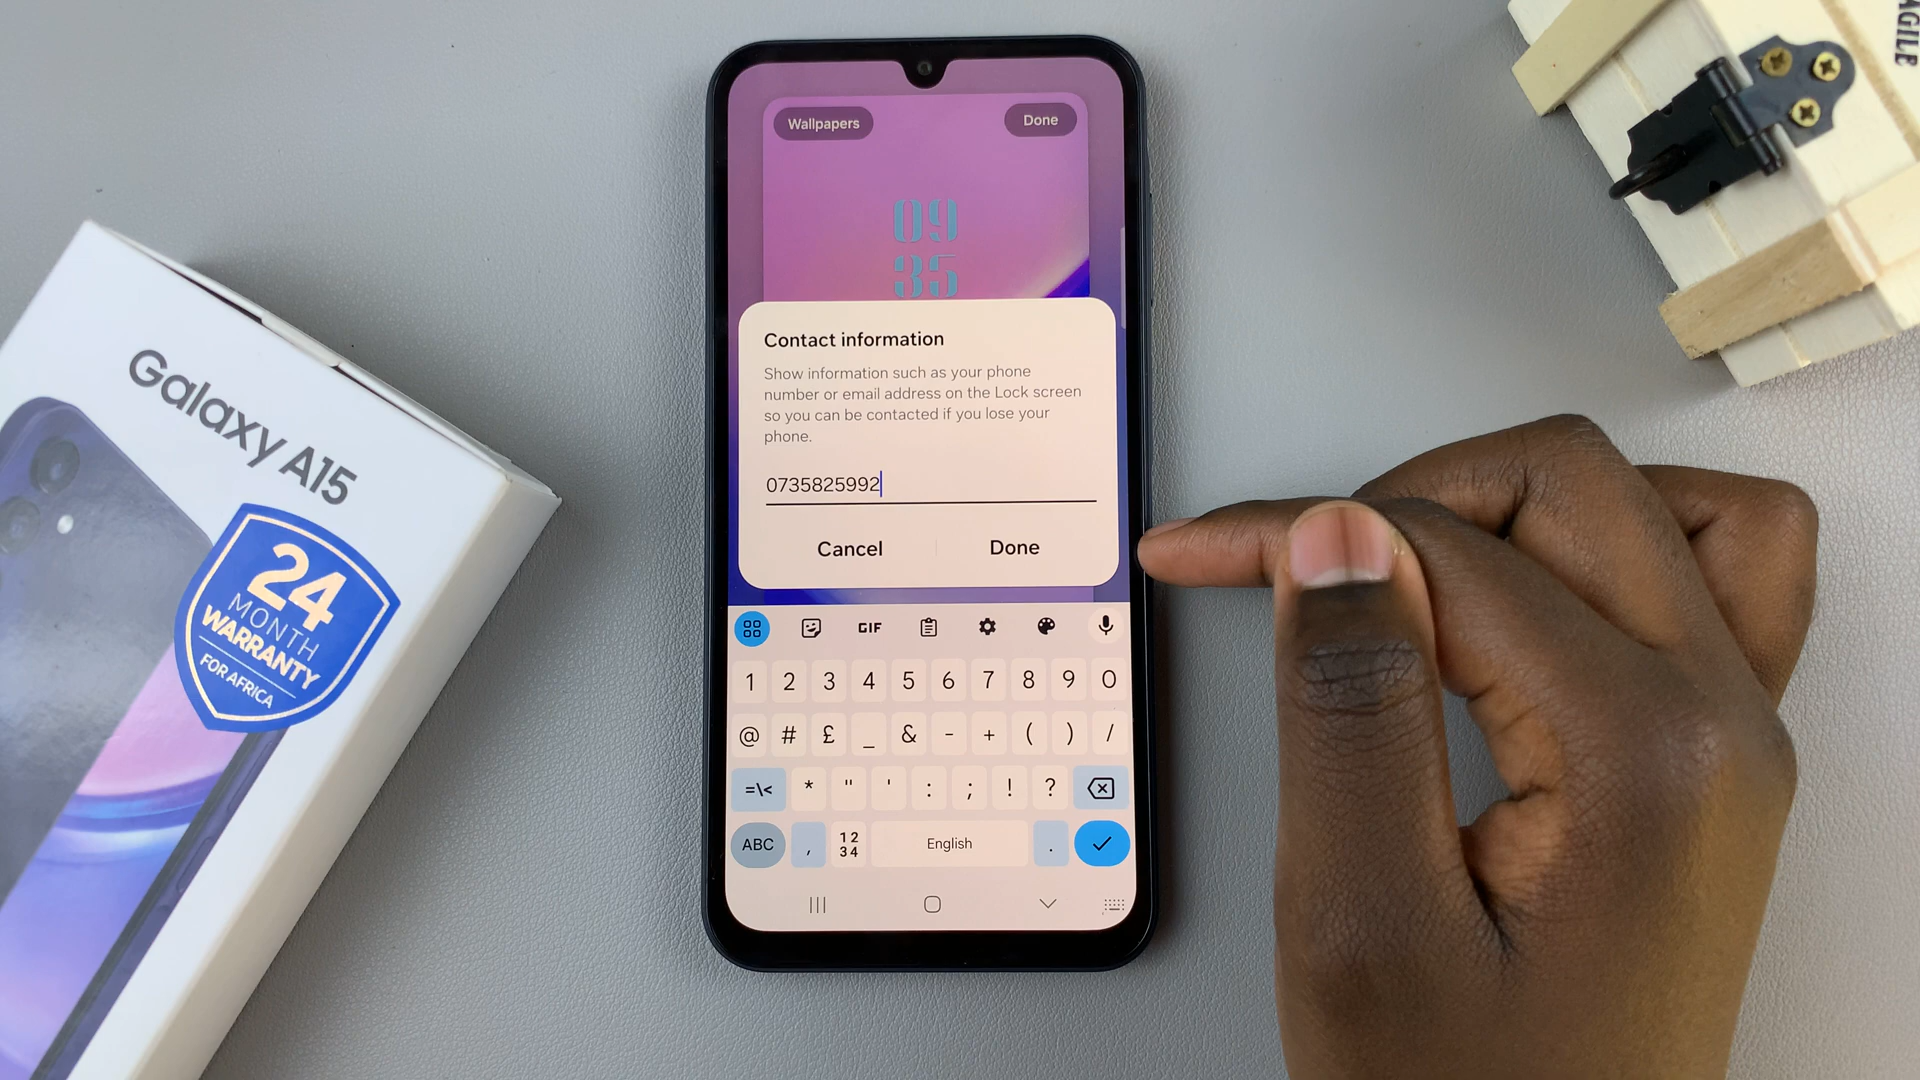 Wallpapers
Done
09
35
Contact information
Show information such as your phone
number or email address on the Lock screen
so you can be contacted if you lose your
phone.
0735825992
Cancel
Done
GIF
1 2 3 4 5 6 7 8 9 0
@ # £ _ & - + ( ) /
=\< * " ' : ; ! ?
ABC , 12 34 English .
Galaxy A15
24
MONTH
WARRANTY
FOR AFRICA